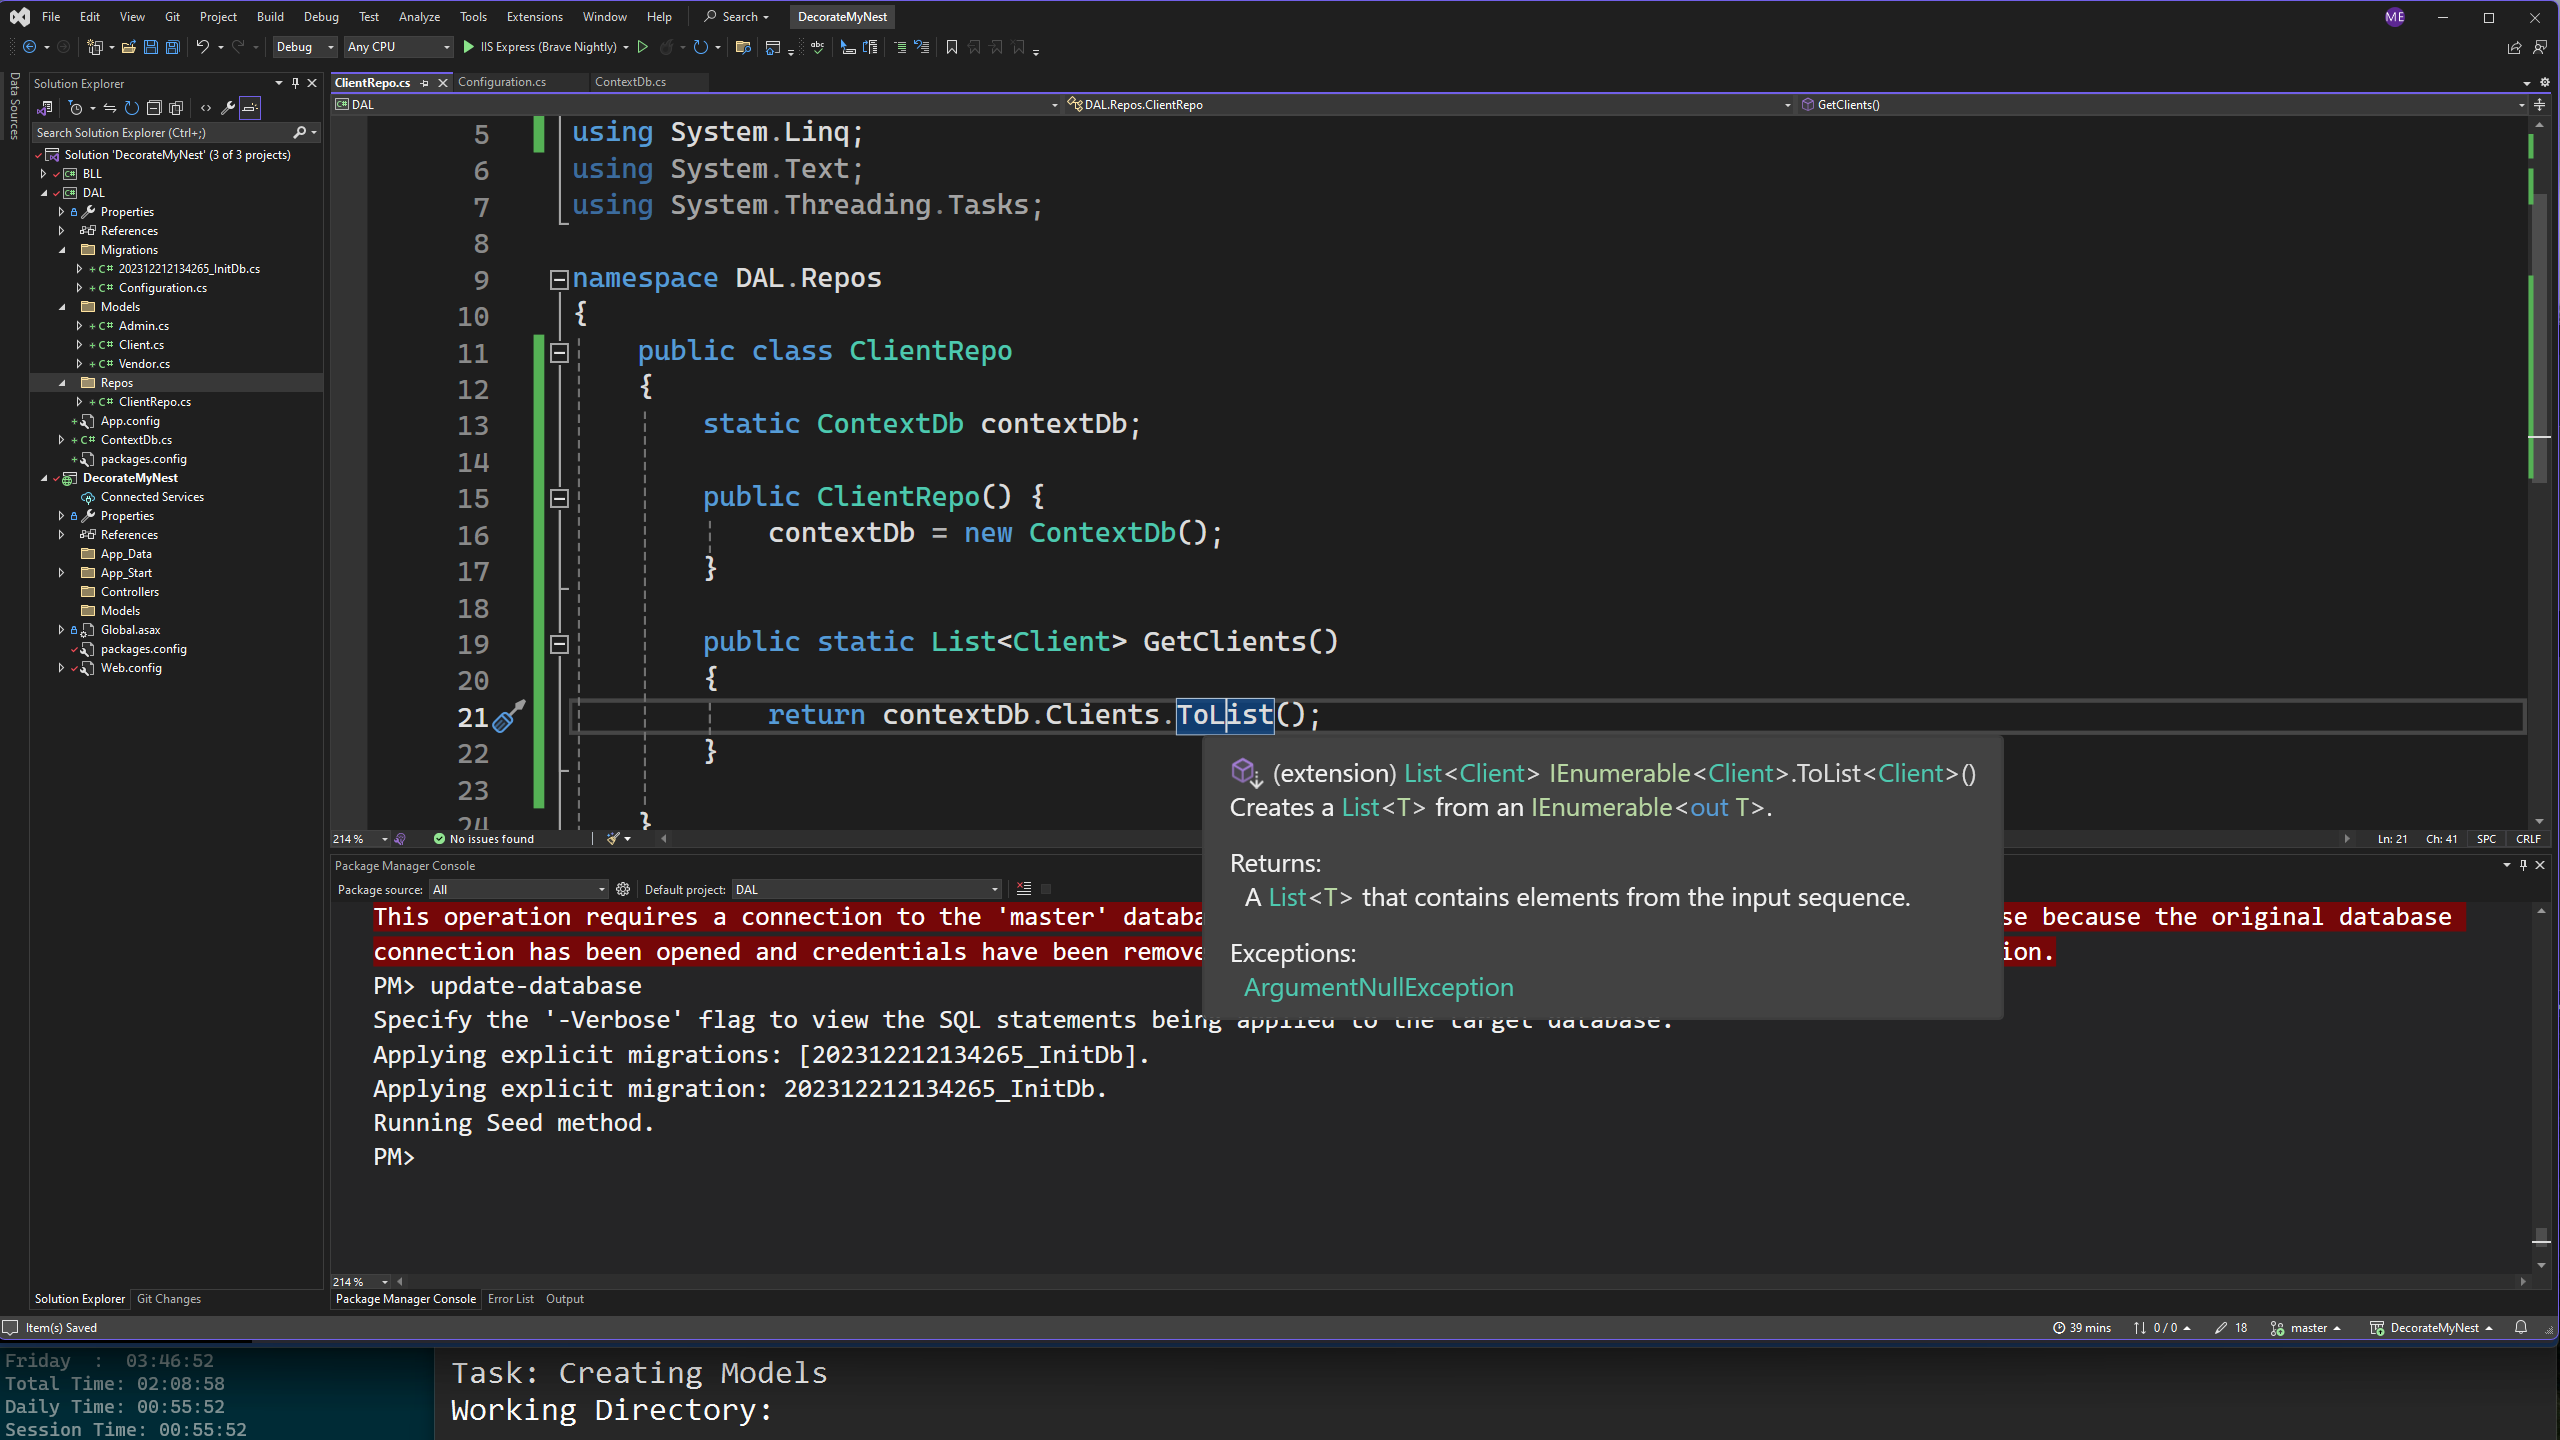 File Edit View Git Project Build Debug Test Analyze Tools Extensions Window Help Search DecorateMyNest ME
Debug Any CPU IIS Express (Brave Nightly)
Data Sources
Solution Explorer
Search Solution Explorer (Ctrl+;)
Solution 'DecorateMyNest' (3 of 3 projects)
BLL
DAL
Properties
References
Migrations
202312212134265_InitDb.cs
Configuration.cs
Models
Admin.cs
Client.cs
Vendor.cs
Repos
ClientRepo.cs
App.config
ContextDb.cs
packages.config
DecorateMyNest
Connected Services
Properties
References
App_Data
App_Start
Controllers
Models
Global.asax
packages.config
Web.config
Solution Explorer Git Changes
ClientRepo.cs Configuration.cs ContextDb.cs
DAL DAL.Repos.ClientRepo GetClients()
5 using System.Linq;
6 using System.Text;
7 using System.Threading.Tasks;
8
9 namespace DAL.Repos
10 {
11 public class ClientRepo
12 {
13 static ContextDb contextDb;
14
15 public ClientRepo() {
16 contextDb = new ContextDb();
17 }
18
19 public static List<Client> GetClients()
20 {
21 return contextDb.Clients.ToList();
22 }
23
24 }
(extension) List<Client> IEnumerable<Client>.ToList<Client>()
Creates a List<T> from an IEnumerable<out T>.
Returns:
A List<T> that contains elements from the input sequence.
Exceptions:
ArgumentNullException
214 % No issues found Ln: 21 Ch: 41 SPC CRLF
Package Manager Console
Package source: All Default project: DAL
This operation requires a connection to the 'master' because the original database
connection has been opened and credentials have been
PM> update-database
Specify the '-Verbose' flag to view the SQL statements being applied to the target database.
Applying explicit migrations: [202312212134265_InitDb].
Applying explicit migration: 202312212134265_InitDb.
Running Seed method.
PM>
214 %
Package Manager Console Error List Output
Item(s) Saved 39 mins 0 / 0 18 master DecorateMyNest
Friday : 03:46:52
Total Time: 02:08:58
Daily Time: 00:55:52
Session Time: 00:55:52
Task: Creating Models
Working Directory: